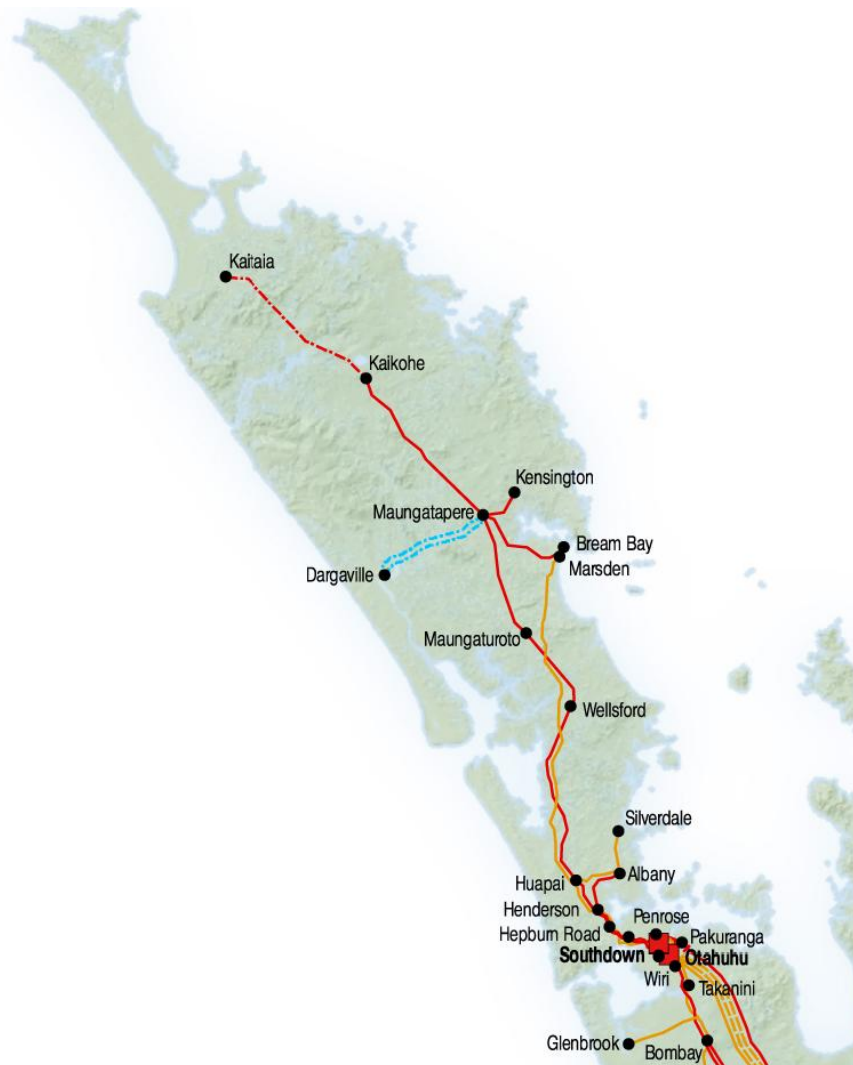 Kaitaia
Kaikohe
Kensington
Maungatapere
Bream Bay
Marsden
Dargaville
Maungaturoto
Wellsford
Silverdale
Huapai
Albany
Henderson
Penrose
Hepburn Road
Pakuranga
Southdown
Otahuhu
Wiri
Takanini
Glenbrook
Bombay